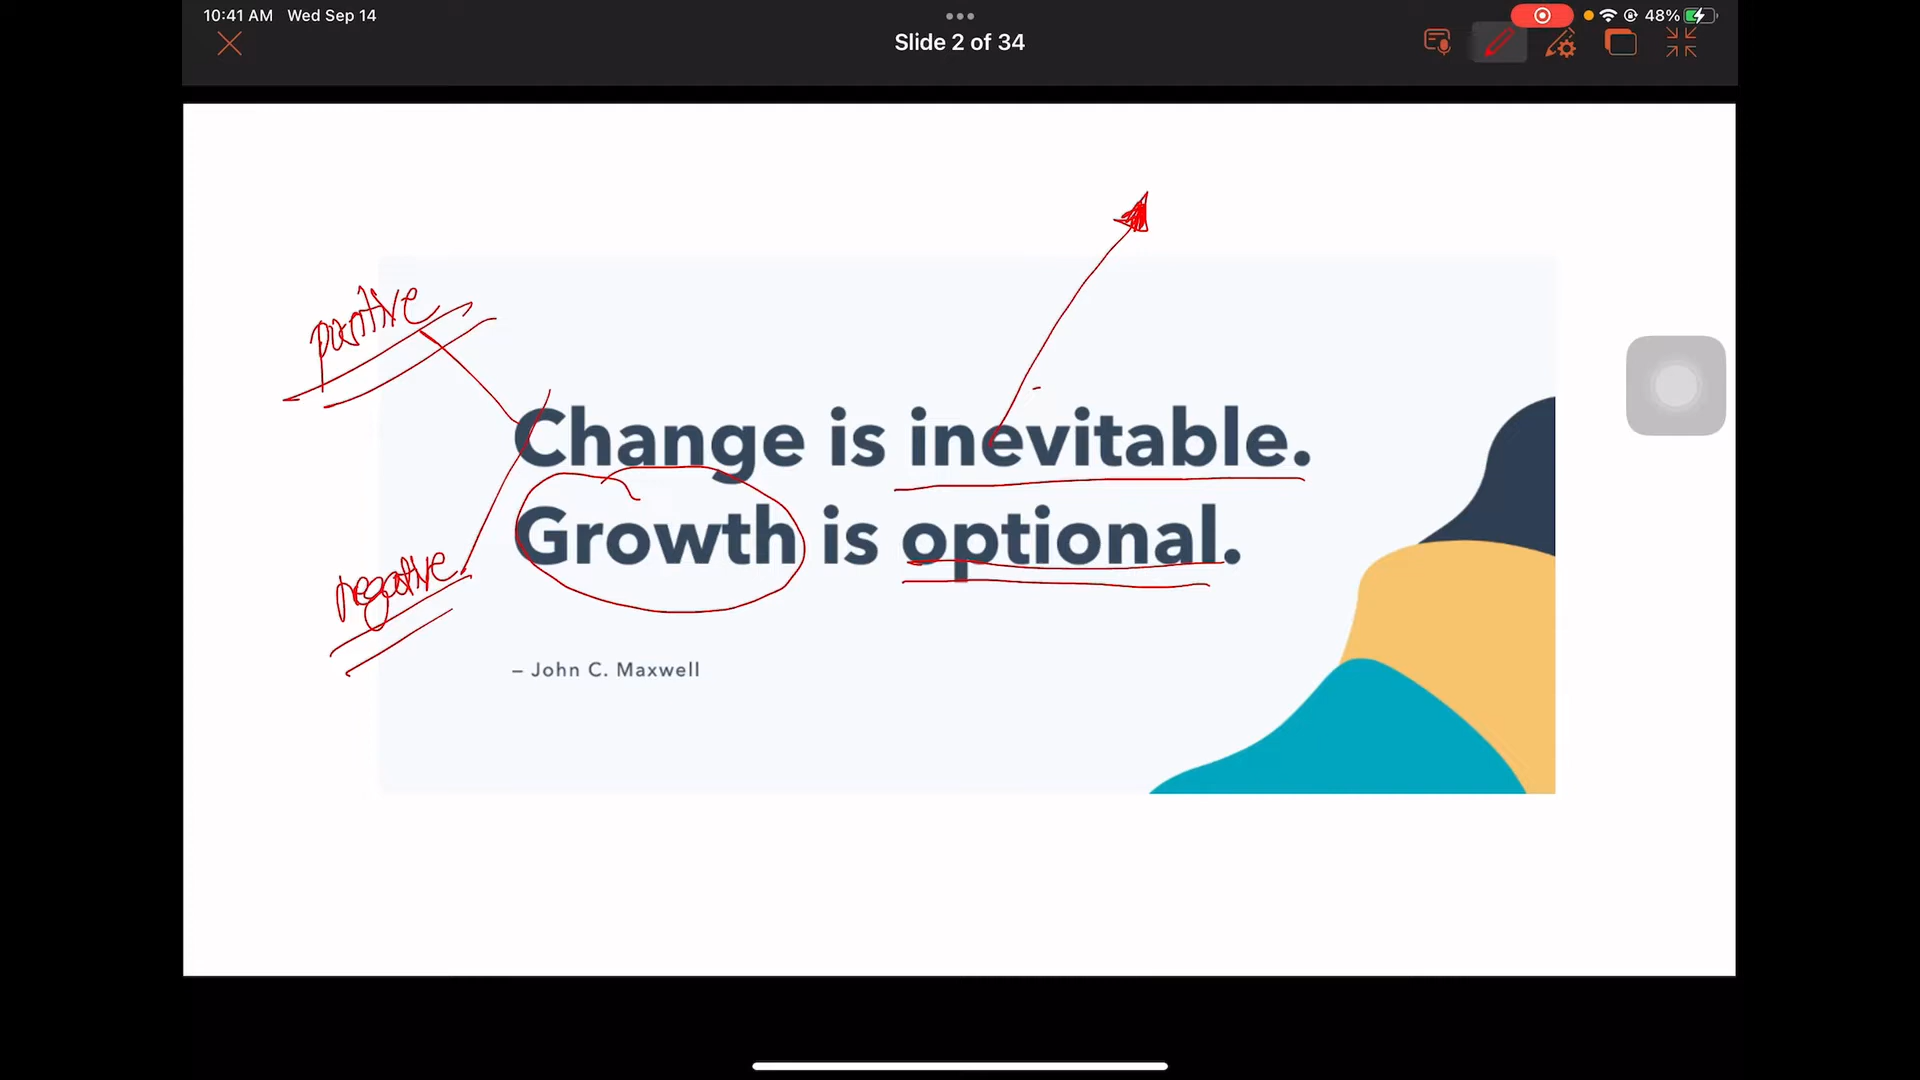 10:41 AM Wed Sep 14
48%
Slide 2 of 34
positive
Change is inevitable.
Growth is optional.
negative
– John C. Maxwell